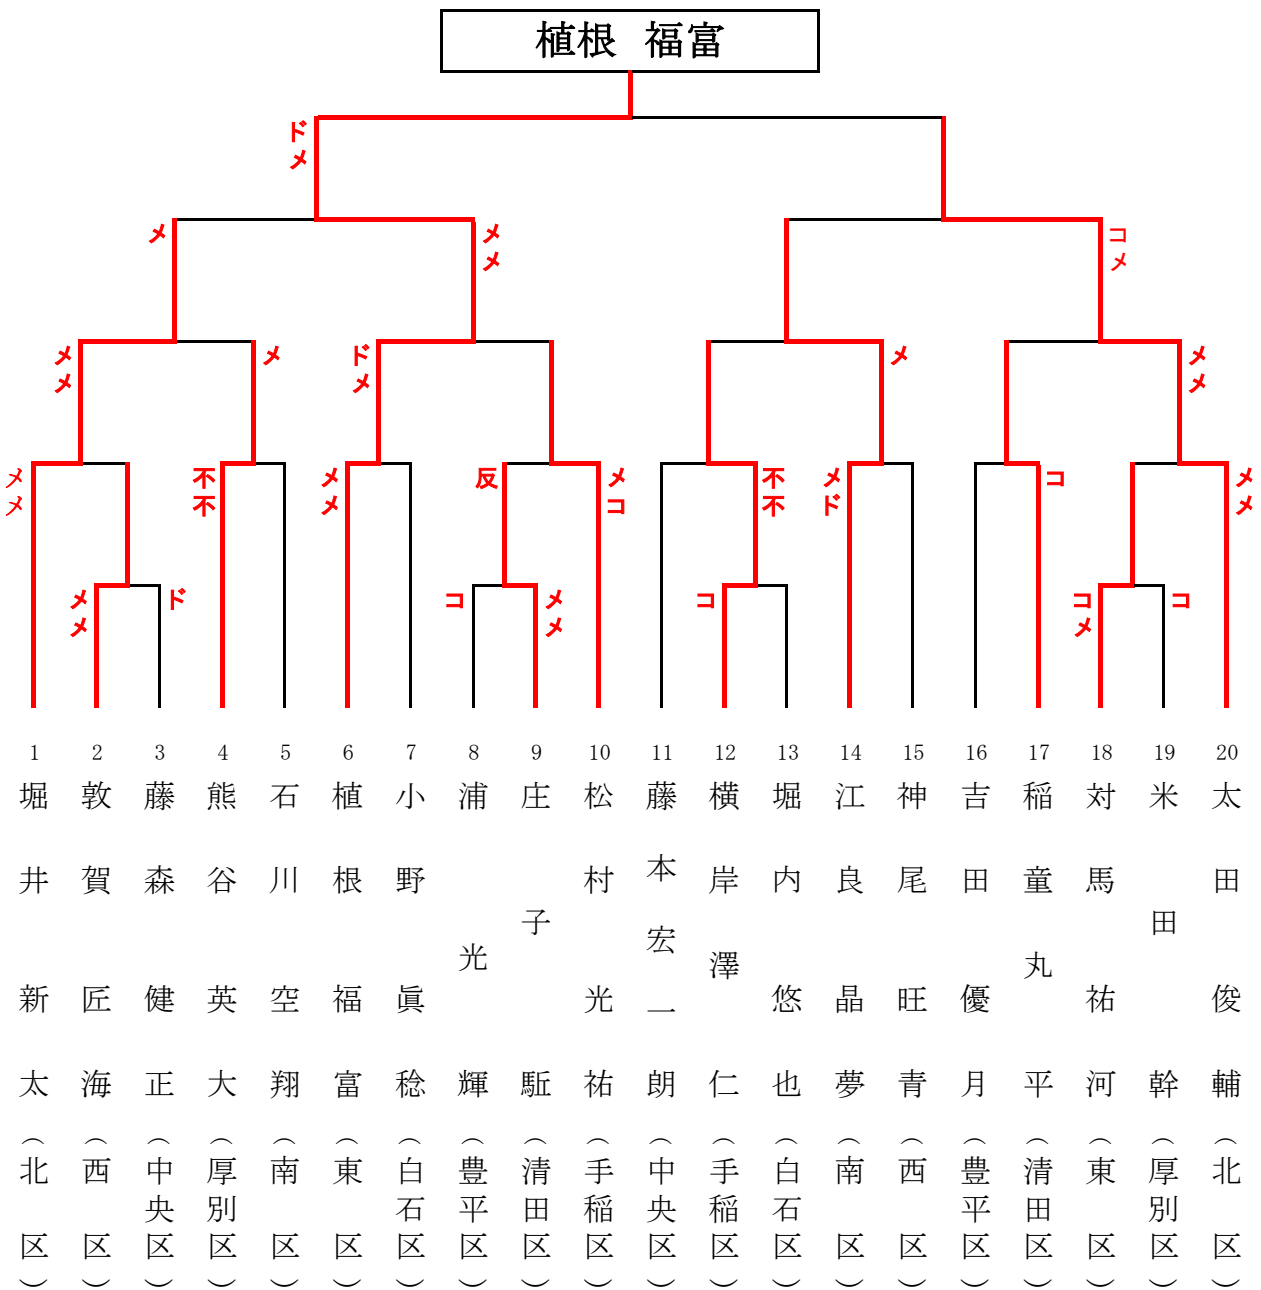 植根 福富
ド
メ
メ
メ
メ
コ
メ
メ
メ
メ
ド
メ
メ
メ
メ
メ
メ
不
不
メ
メ
反
メ
コ
不
不
メ
ド
コ
メ
メ
メ
メ
ド
コ
メ
メ
コ
コ
メ
コ
1 堀井新太（北区）
2 敦賀匠海（西区）
3 藤森健正（中央区）
4 熊谷英大（厚別区）
5 石川空翔（南区）
6 植根福富（東区）
7 小野眞稔（白石区）
8 浦光輝（豊平区）
9 庄子駈（清田区）
10 松村光祐（手稲区）
11 藤本宏一朗（中央区）
12 横岸澤仁（手稲区）
13 堀内悠也（白石区）
14 江良晶夢（南区）
15 神尾旺青（西区）
16 吉田優月（豊平区）
17 稲童丸平（清田区）
18 対馬祐河（東区）
19 米田幹（厚別区）
20 太田俊輔（北区）